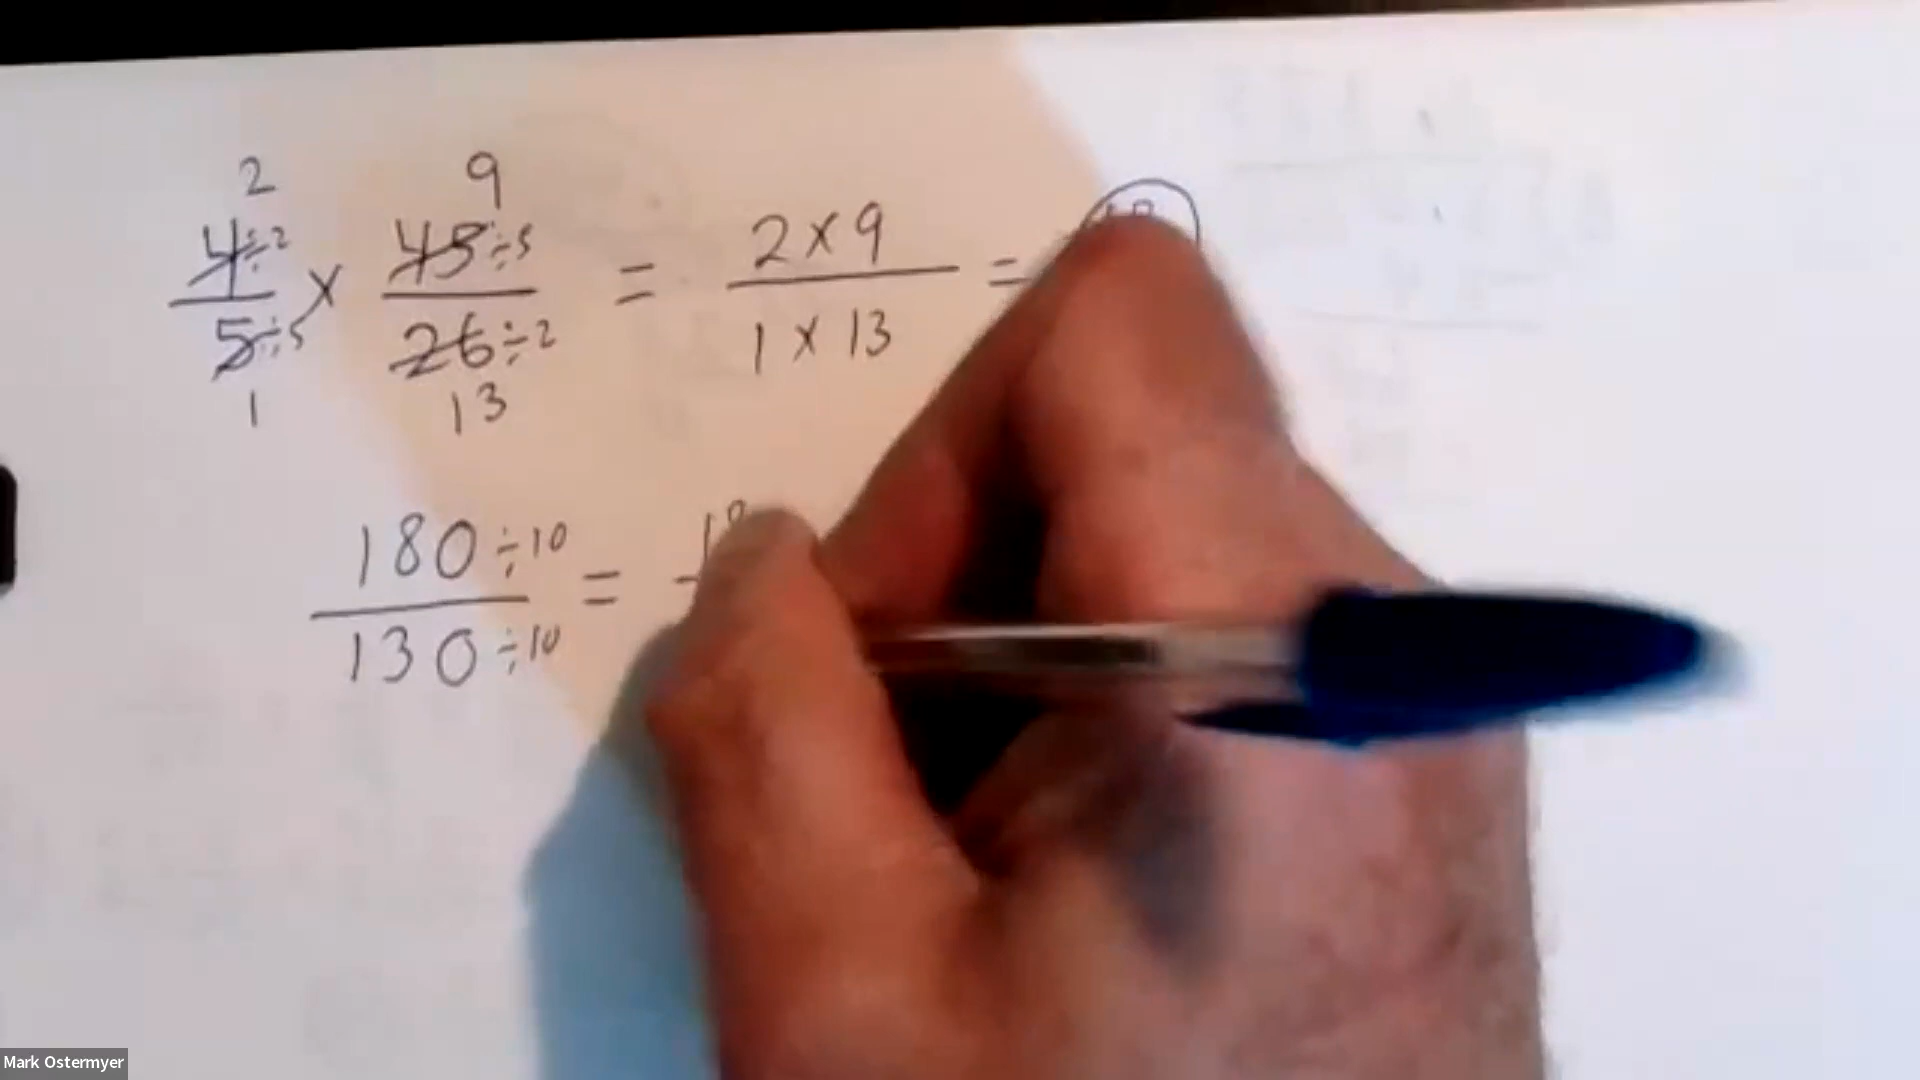 2 9
4÷2 × 45÷5 = 2 × 9 =
5÷5 26÷2 1 × 13
1 13
180÷10 = 18
130÷10
Mark Ostermyer